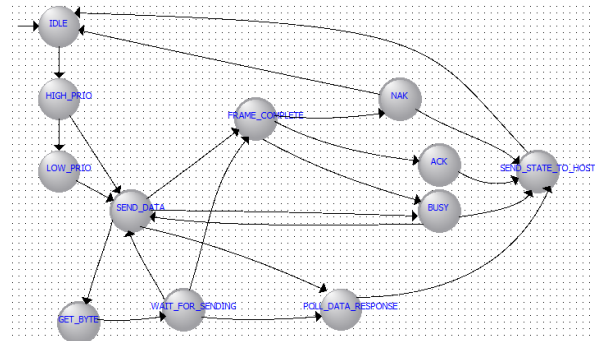 IDLE
HIGH_PRIO
NAK
FRAME_COMPLETE
ACK
LOW_PRIO
SEND_STATE_TO_HOST
SEND_DATA
BUSY
GET_BYTE
WAIT_FOR_SENDING
POLL_DATA_RESPONSE